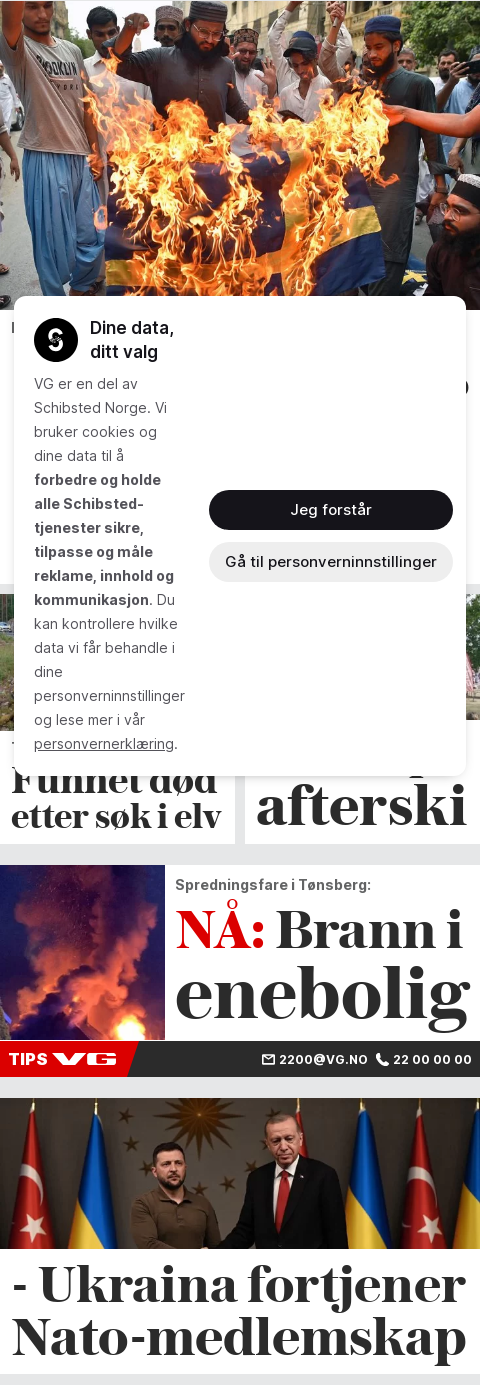 BROOKLYN
Dine data,
ditt valg
VG er en del av
Schibsted Norge. Vi
bruker cookies og
dine data til å
forbedre og holde
alle Schibsted-
tjenester sikre,
tilpasse og måle
reklame, innhold og
kommunikasjon. Du
kan kontrollere hvilke
data vi får behandle i
dine
personverninnstillinger
og lese mer i vår
personvernerklæring.
Jeg forstår
Gå til personverninnstillinger
Funnet død
etter søk i elv
afterski
Spredningsfare i Tønsberg:
NÅ: Brann i
enebolig
TIPS VG
2200@VG.NO
22 00 00 00
- Ukraina fortjener
Nato-medlemskap